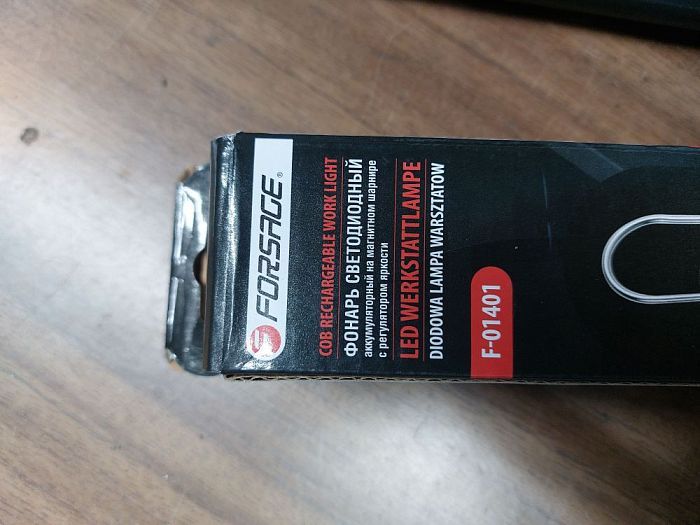 FORSAGE®
COB RECHARGEABLE WORK LIGHT
ФОНАРЬ СВЕТОДИОДНЫЙ
аккумуляторный на магнитном шарнире
с регулятором яркости
LED WERKSTATTLAMPE
DIODOWA LAMPA WARSZTATOW
F-01401